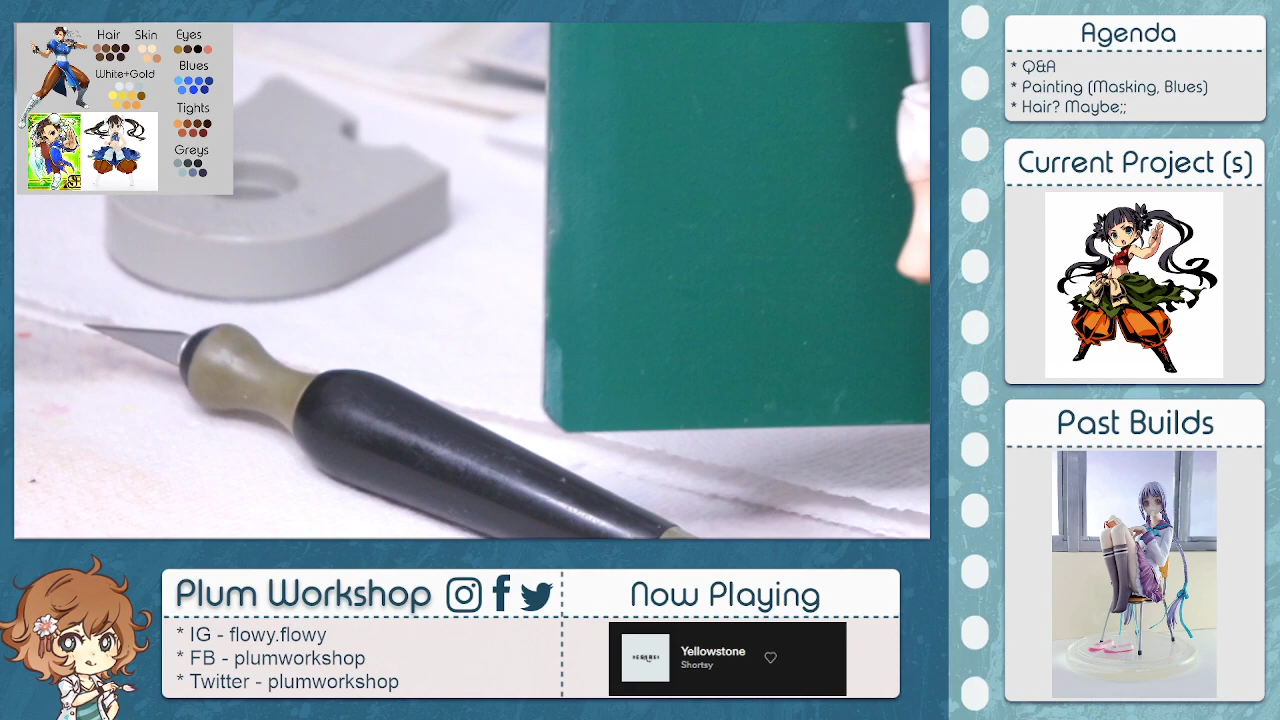 Hair
Skin
Eyes
White+Gold
Blues
Tights
Greys
Agenda
* Q&A
* Painting (Masking, Blues)
* Hair? Maybe;;
Current Project (s)
Past Builds
Plum Workshop
* IG - flowy.flowy
* FB - plumworkshop
* Twitter - plumworkshop
Now Playing
Yellowstone
Shortsy